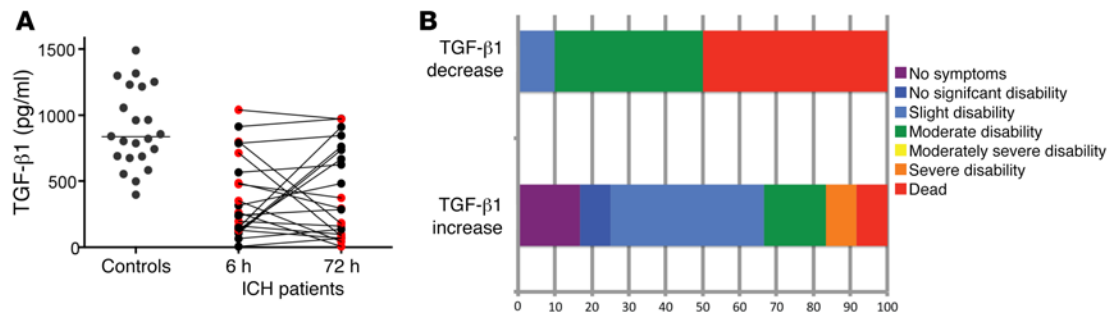 A
TGF-β1 (pg/ml)
1500
1000
500
0
Controls
6 h
72 h
ICH patients
B
TGF-β1
decrease
TGF-β1
increase
0 10 20 30 40 50 60 70 80 90 100
No symptoms
No signifcant disability
Slight disability
Moderate disability
Moderately severe disability
Severe disability
Dead